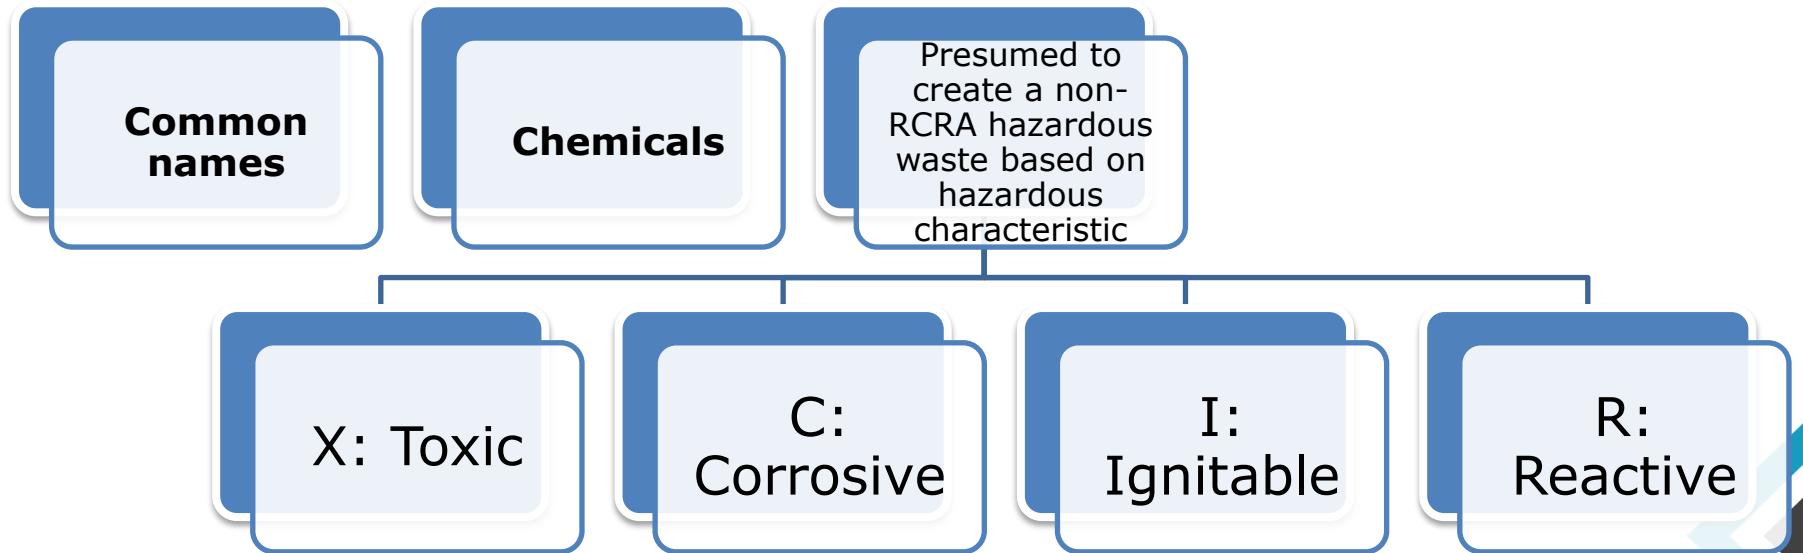 Common
names
Chemicals
Presumed to
create a non-
RCRA hazardous
waste based on
hazardous
characteristic
X: Toxic
C:
Corrosive
I:
Ignitable
R:
Reactive